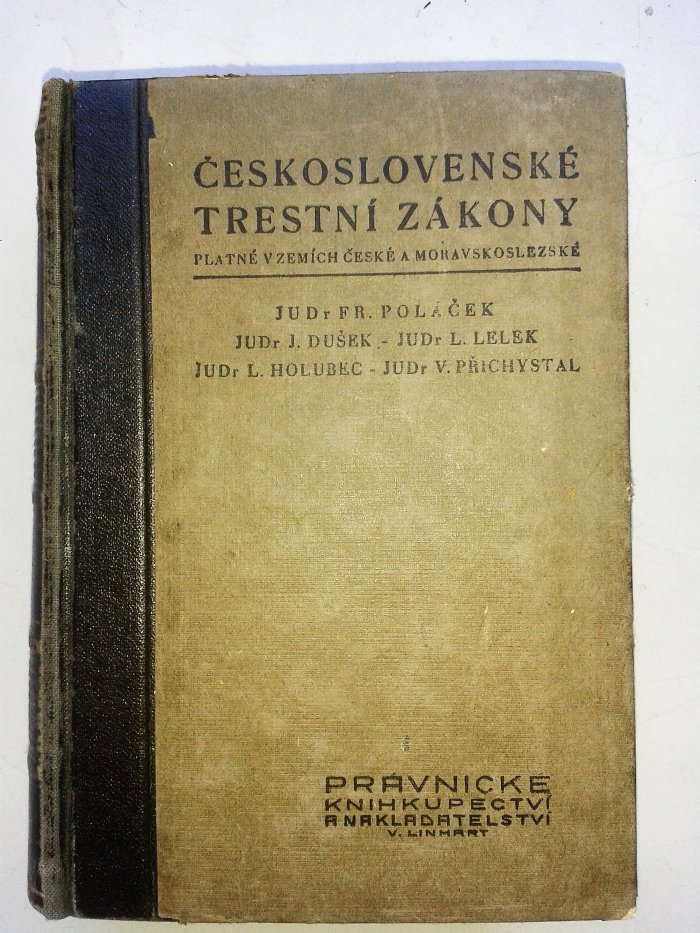 ČESKOSLOVENSKÉ
TRESTNÍ ZÁKONY
PLATNÉ V ZEMÍCH ČESKÉ A MORAVSKOSLEZSKÉ
JUDr FR. POLÁČEK
JUDr J. DUŠEK - JUDr L. LELEK
JUDr L. HOLUBEC - JUDr V. PŘICHYSTAL
PRÁVNICKÉ
KNIHKUPECTVÍ
A NAKLADATELSTVÍ
V. LINHART